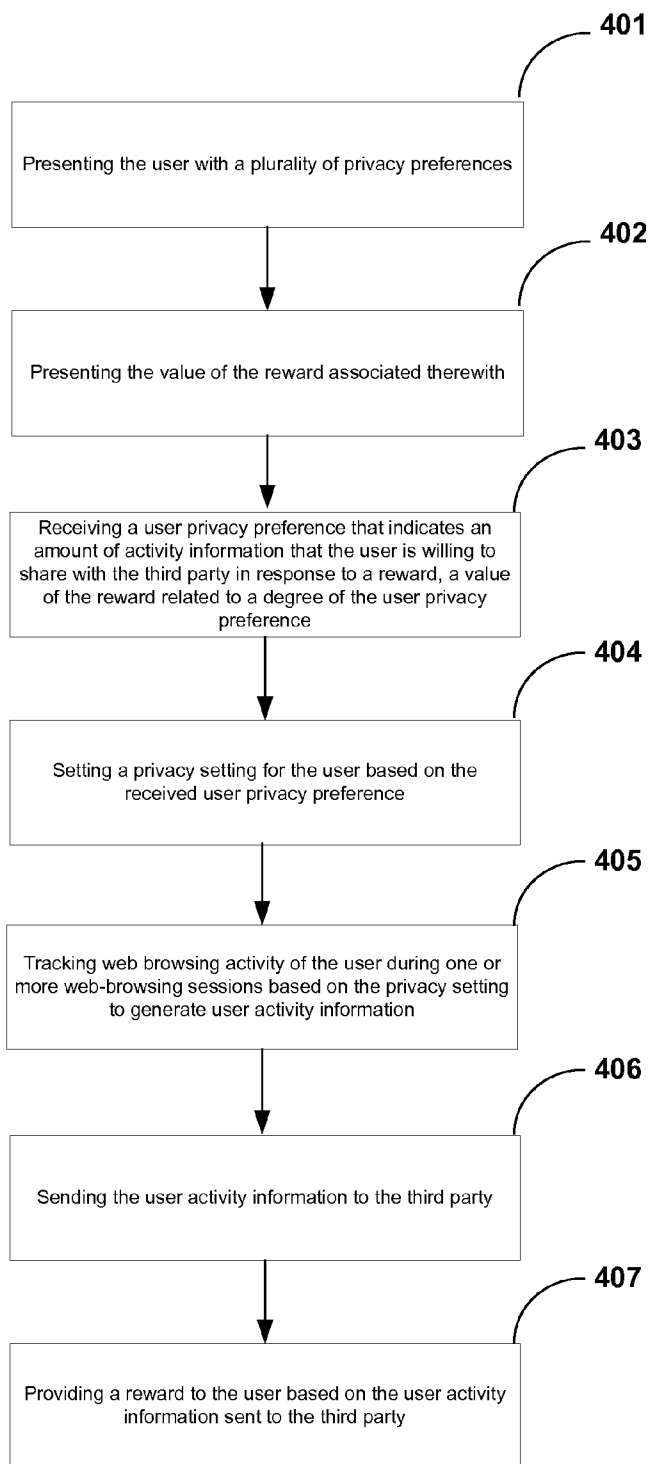 401
Presenting the user with a plurality of privacy preferences
402
Presenting the value of the reward associated therewith
403
Receiving a user privacy preference that indicates an
amount of activity information that the user is willing to
share with the third party in response to a reward, a value
of the reward related to a degree of the user privacy
preference
404
Setting a privacy setting for the user based on the
received user privacy preference
405
Tracking web browsing activity of the user during one or
more web-browsing sessions based on the privacy setting
to generate user activity information
406
Sending the user activity information to the third party
407
Providing a reward to the user based on the user activity
information sent to the third party